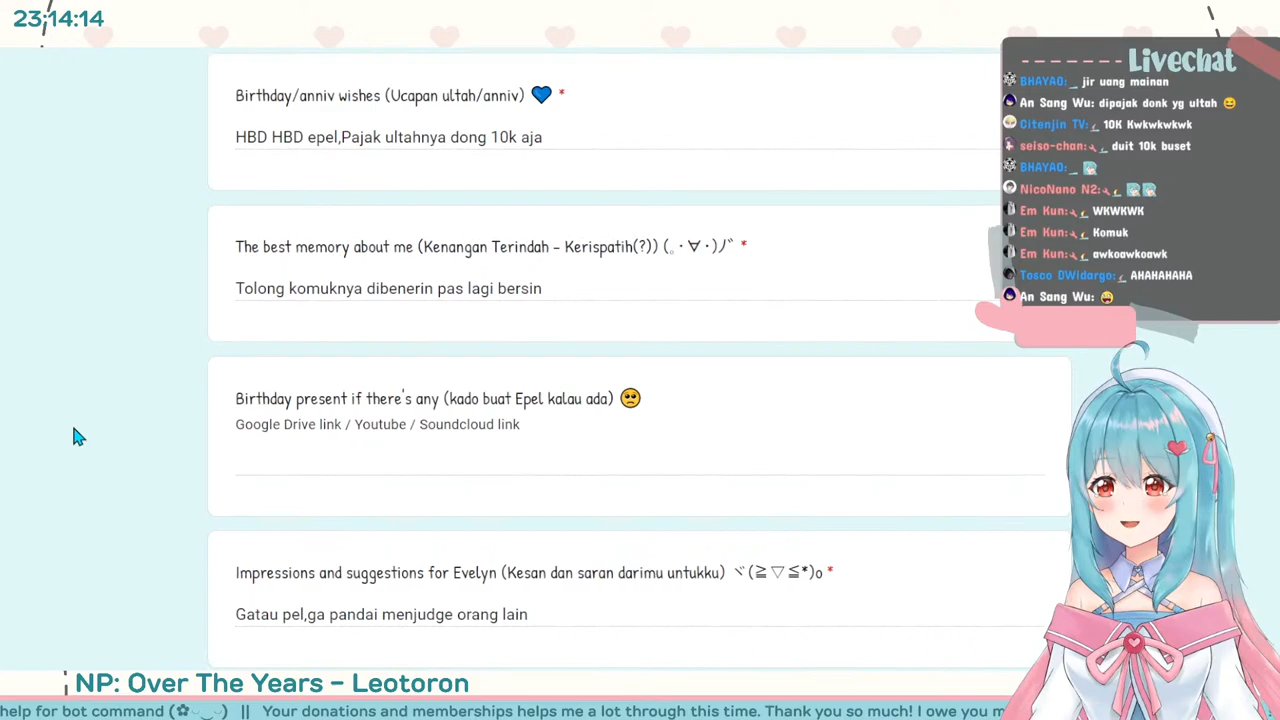 23:14:14
Birthday/anniv wishes (Ucapan ultah/anniv) 💙 *
HBD HBD epel,Pajak ultahnya dong 10k aja
The best memory about me (Kenangan Terindah - Kerispatih(?)) (｡･∀･)ﾉﾞ *
Tolong komuknya dibenerin pas lagi bersin
Birthday present if there's any (kado buat Epel kalau ada) 🥺
Google Drive link / Youtube / Soundcloud link
Impressions and suggestions for Evelyn (Kesan dan saran darimu untukku) ヾ(≧▽≦*)o *
Gatau pel,ga pandai menjudge orang lain
Livechat
BHAYAO: jir uang mainan
An Sang Wu: dipajak donk yg ultah 😆
Citenjin TV: 10K Kwkwkwkwk
seiso-chan: duit 10k buset
BHAYAO:
NicoNano N2:
Em Kun: WKWKWK
Em Kun: Komuk
Em Kun: awkoawkoawk
Tosco DWidargo: AHAHAHAHA
An Sang Wu: 😜
NP: Over The Years - Leotoron
help for bot command (✿◡‿◡) || Your donations and memberships helps me a lot through this time. Thank you so much! I owe you m